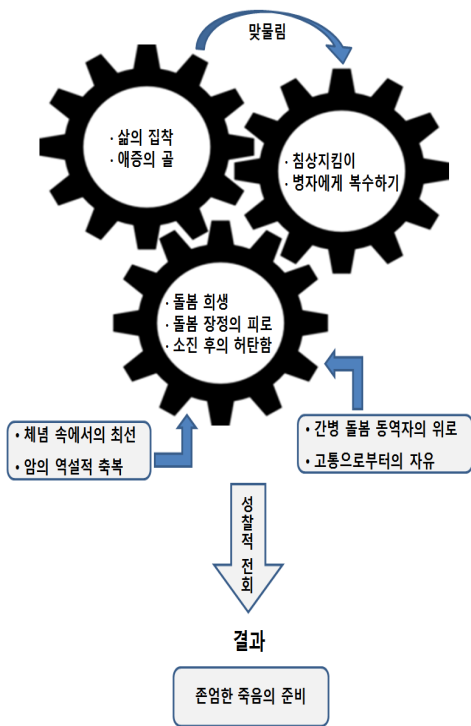 맞물림
· 삶의 집착
· 애증의 골
· 침상지킴이
· 병자에게 복수하기
· 돌봄 희생
· 돌봄 장정의 피로
· 소진 후의 허탄함
• 체념 속에서의 최선
• 암의 역설적 축복
• 간병 돌봄 동역자의 위로
• 고통으로부터의 자유
성찰적 전회
결과
존엄한 죽음의 준비